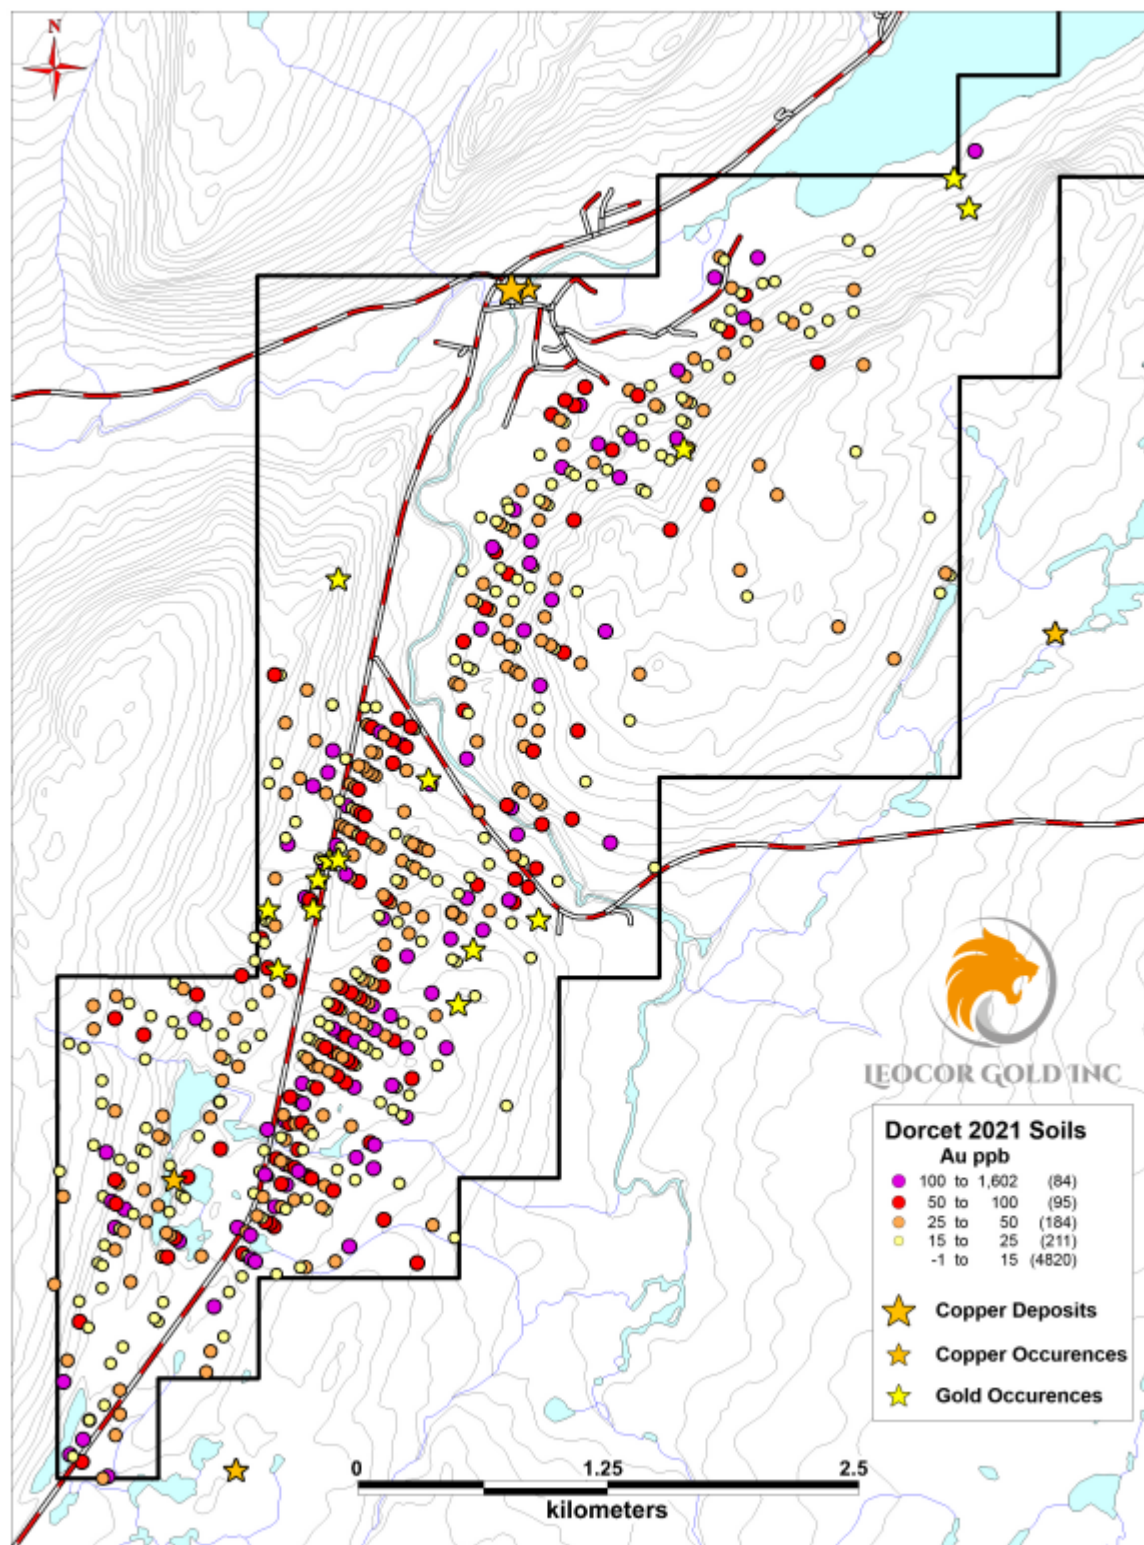 N
LEOCOR GOLD INC
Dorcet 2021 Soils
Au ppb
100 to 1,602 (84)
50 to 100 (95)
25 to 50 (184)
15 to 25 (211)
-1 to 15 (4820)
Copper Deposits
Copper Occurences
Gold Occurences
0 1.25 2.5
kilometers